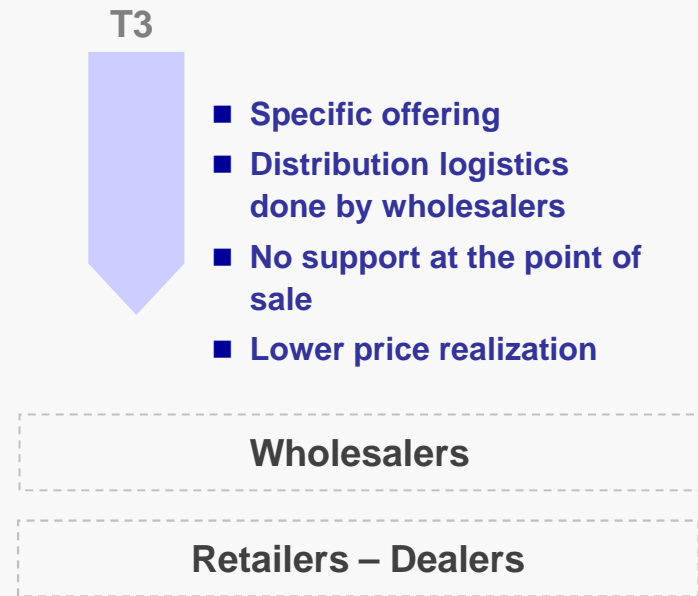 T3
■ Specific offering
■ Distribution logistics
done by wholesalers
■ No support at the point of
sale
■ Lower price realization
Wholesalers
Retailers – Dealers